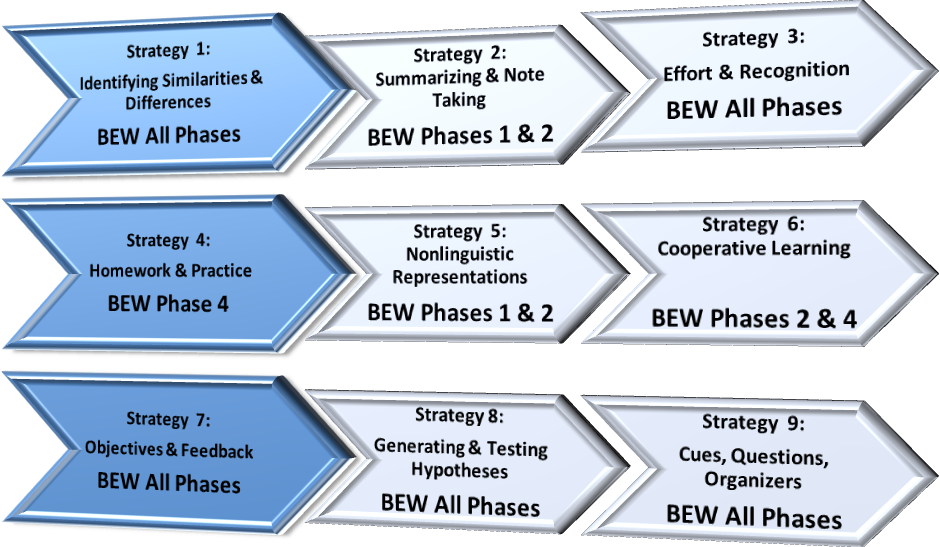 Strategy 1:
Identifying Similarities &
Differences
BEW All Phases
Strategy 2:
Summarizing & Note
Taking
BEW Phases 1 & 2
Strategy 3:
Effort & Recognition
BEW All Phases
Strategy 4:
Homework & Practice
BEW Phase 4
Strategy 5:
Nonlinguistic
Representations
BEW Phases 1 & 2
Strategy 6:
Cooperative Learning
BEW Phases 2 & 4
Strategy 7:
Objectives & Feedback
BEW All Phases
Strategy 8:
Generating & Testing
Hypotheses
BEW All Phases
Strategy 9:
Cues, Questions,
Organizers
BEW All Phases